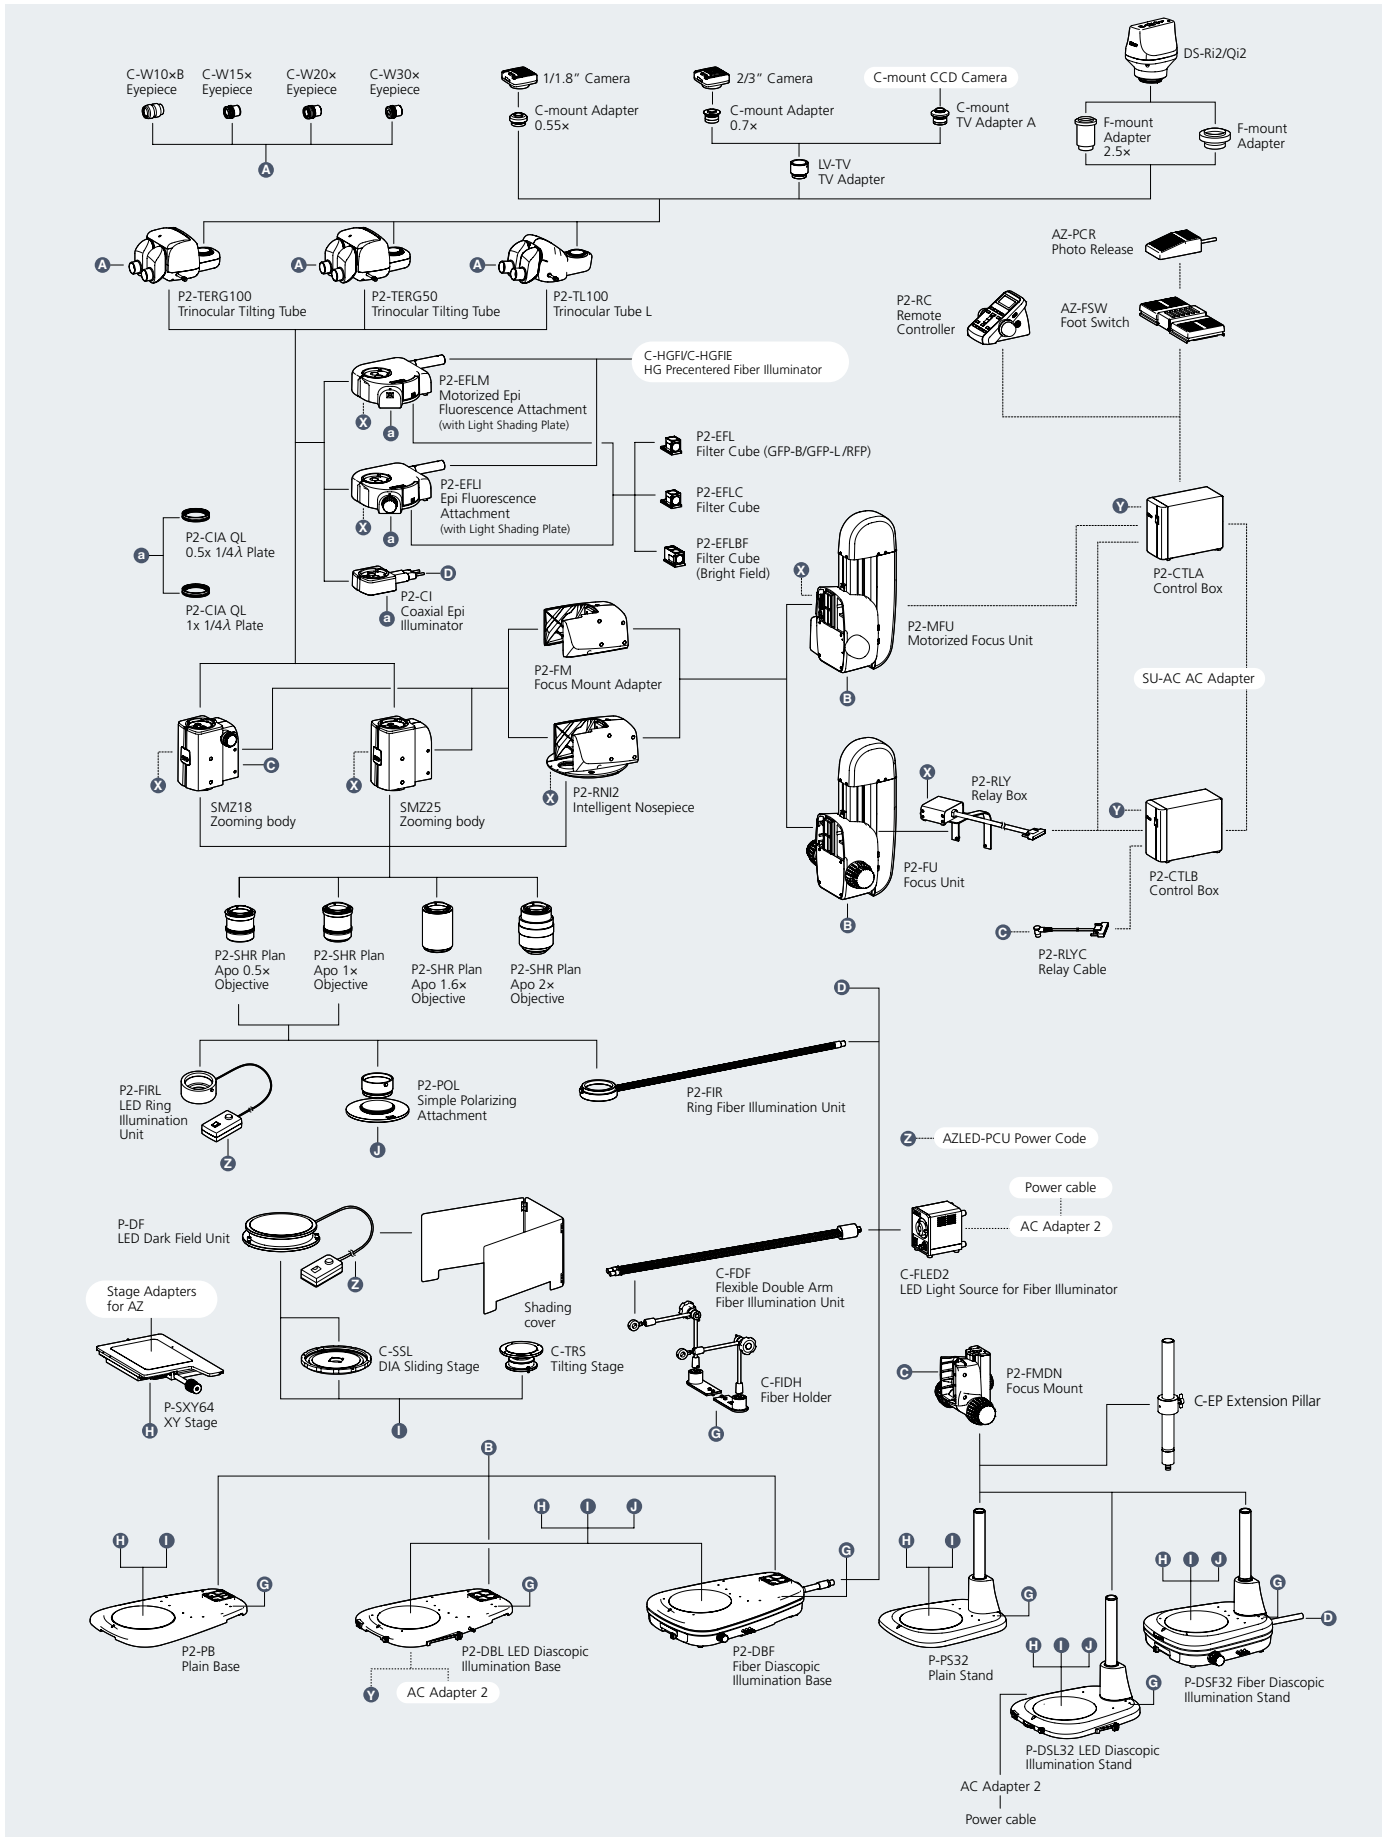 C-W10×B
Eyepiece
C-W15×
Eyepiece
C-W20×
Eyepiece
C-W30×
Eyepiece
A
1/1.8” Camera
C-mount Adapter
0.55×
2/3” Camera
C-mount Adapter
0.7×
C-mount CCD Camera
C-mount
TV Adapter A
LV-TV
TV Adapter
DS-Ri2/Qi2
F-mount
Adapter
2.5×
F-mount
Adapter
A
P2-TERG100
Trinocular Tilting Tube
A
P2-TERG50
Trinocular Tilting Tube
A
P2-TL100
Trinocular Tube L
AZ-PCR
Photo Release
P2-RC
Remote
Controller
AZ-FSW
Foot Switch
C-HGFI/C-HGFIE
HG Precentered Fiber Illuminator
P2-EFLM
Motorized Epi
Fluorescence Attachment
(with Light Shading Plate)
X
a
P2-EFLI
Epi Fluorescence
Attachment
(with Light Shading Plate)
X
a
P2-EFL
Filter Cube (GFP-B/GFP-L/RFP)
P2-EFLC
Filter Cube
P2-EFLBF
Filter Cube
(Bright Field)
P2-CIA QL
0.5x 1/4λ Plate
a
P2-CIA QL
1x 1/4λ Plate
D
P2-CI
Coaxial Epi
Illuminator
a
X
P2-MFU
Motorized Focus Unit
B
Y
P2-CTLA
Control Box
SU-AC AC Adapter
P2-FM
Focus Mount Adapter
X
C
SMZ18
Zooming body
X
SMZ25
Zooming body
X
P2-RNI2
Intelligent Nosepiece
X
P2-RLY
Relay Box
P2-FU
Focus Unit
B
Y
P2-CTLB
Control Box
C
P2-RLYC
Relay Cable
P2-SHR Plan
Apo 0.5×
Objective
P2-SHR Plan
Apo 1×
Objective
P2-SHR Plan
Apo 1.6×
Objective
P2-SHR Plan
Apo 2×
Objective
D
P2-FIRL
LED Ring
Illumination
Unit
Z
P2-POL
Simple Polarizing
Attachment
J
P2-FIR
Ring Fiber Illumination Unit
Z
AZLED-PCU Power Code
Power cable
AC Adapter 2
C-FLED2
LED Light Source for Fiber Illuminator
P-DF
LED Dark Field Unit
Z
Shading
cover
C-FDF
Flexible Double Arm
Fiber Illumination Unit
Stage Adapters
for AZ
P-SXY64
XY Stage
H
C-SSL
DIA Sliding Stage
C-TRS
Tilting Stage
I
C-FIDH
Fiber Holder
G
C
P2-FMDN
Focus Mount
C-EP Extension Pillar
B
H
I
G
P2-PB
Plain Base
H
I
J
G
P2-DBL LED Diascopic
Illumination Base
Y
AC Adapter 2
G
P2-DBF
Fiber Diascopic
Illumination Base
H
I
G
P-PS32
Plain Stand
H
I
J
G
P-DSL32 LED Diascopic
Illumination Stand
AC Adapter 2
Power cable
H
I
J
G
D
P-DSF32 Fiber Diascopic
Illumination Stand